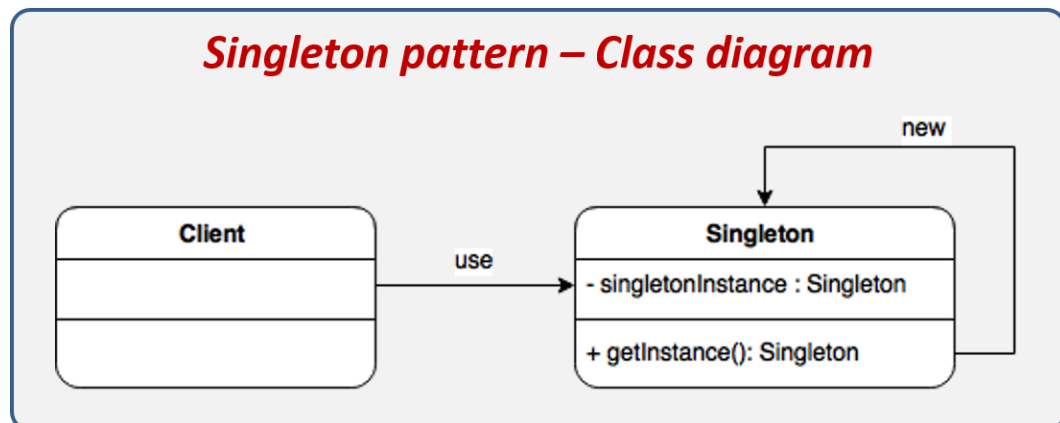 Singleton pattern – Class diagram
new
Client
use
Singleton
- singletonInstance : Singleton
+ getInstance(): Singleton